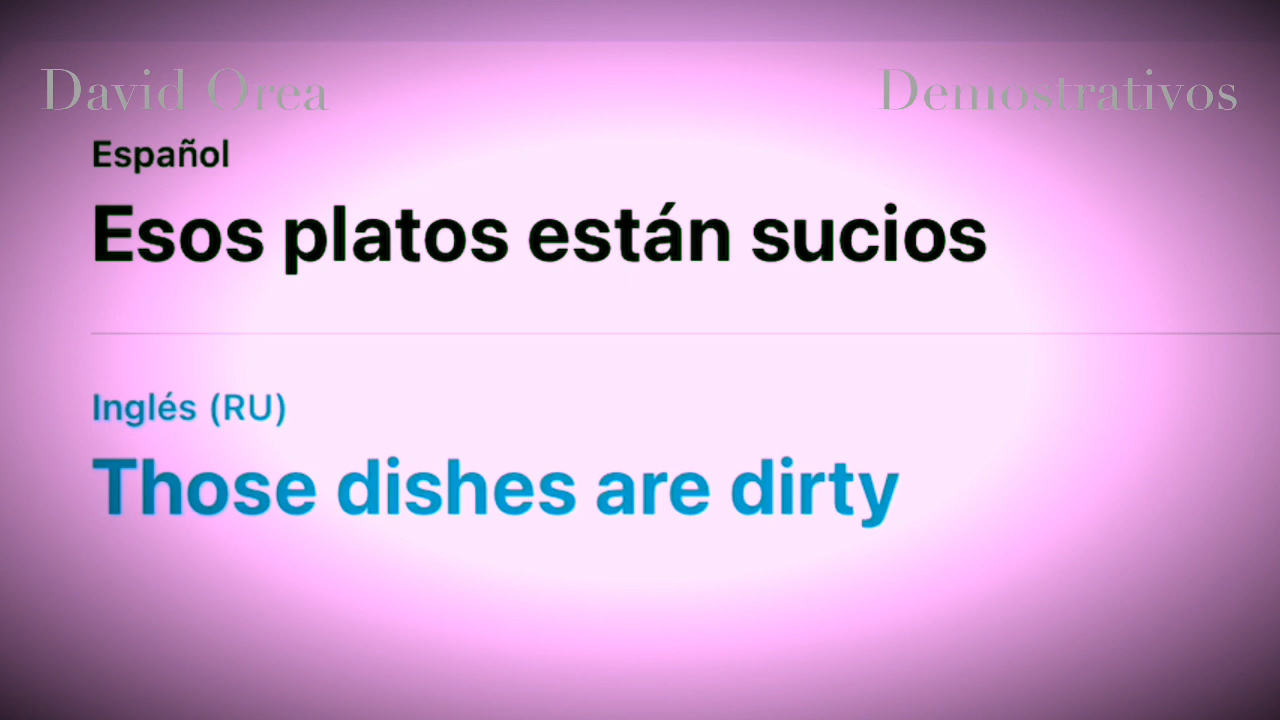 David Orea
Demostrativos
Español
Esos platos están sucios
Inglés (RU)
Those dishes are dirty